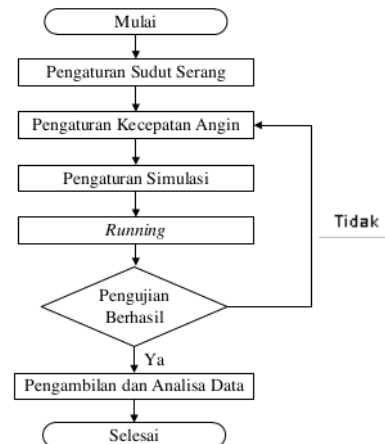 Mulai
Pengaturan Sudut Serang
Pengaturan Kecepatan Angin
Pengaturan Simulasi
Running
Tidak
Pengujian
Berhasil
Ya
Pengambilan dan Analisa Data
Selesai